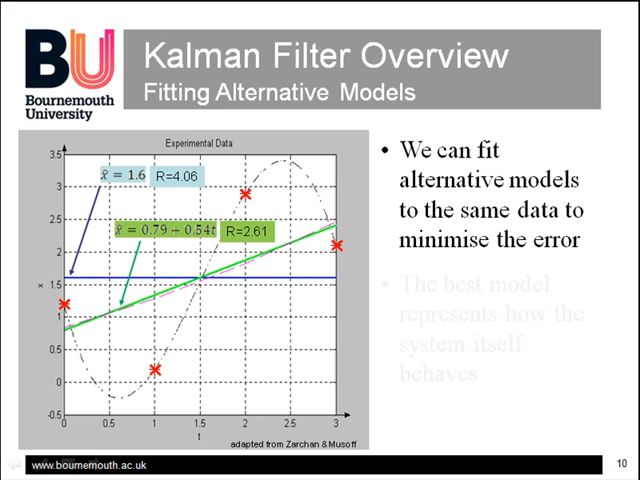 BU
Bournemouth
University
Kalman Filter Overview
Fitting Alternative Models
Experimental Data
3.5
3
2.5
2
1.5
1
0.5
0
-0.5
x
x̂ = 1.6 R=4.06
x̂ = 0.79 + 0.54t R=2.61
0 0.5 1 1.5 2 2.5 3
t
adapted from Zarchan & Musoff
• We can fit
alternative models
to the same data to
minimise the error
• The best model
represents how the
system itself
behaves
www.bournemouth.ac.uk
10